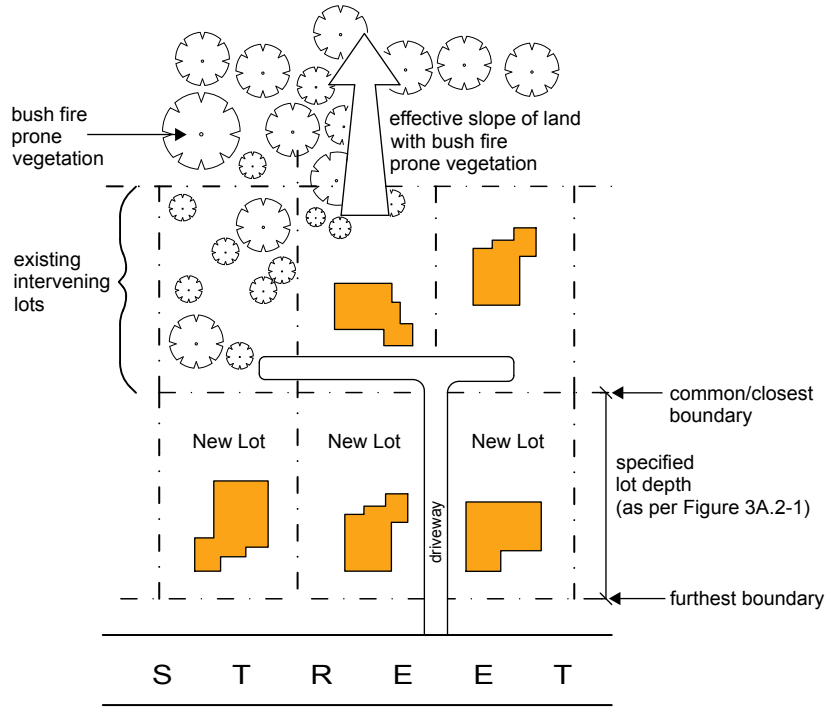 bush fire
prone
vegetation
effective slope of land
with bush fire
prone vegetation
existing
intervening
lots
common/closest
boundary
New Lot
New Lot
New Lot
specified
lot depth
(as per Figure 3A.2-1)
driveway
furthest boundary
S T R E E T